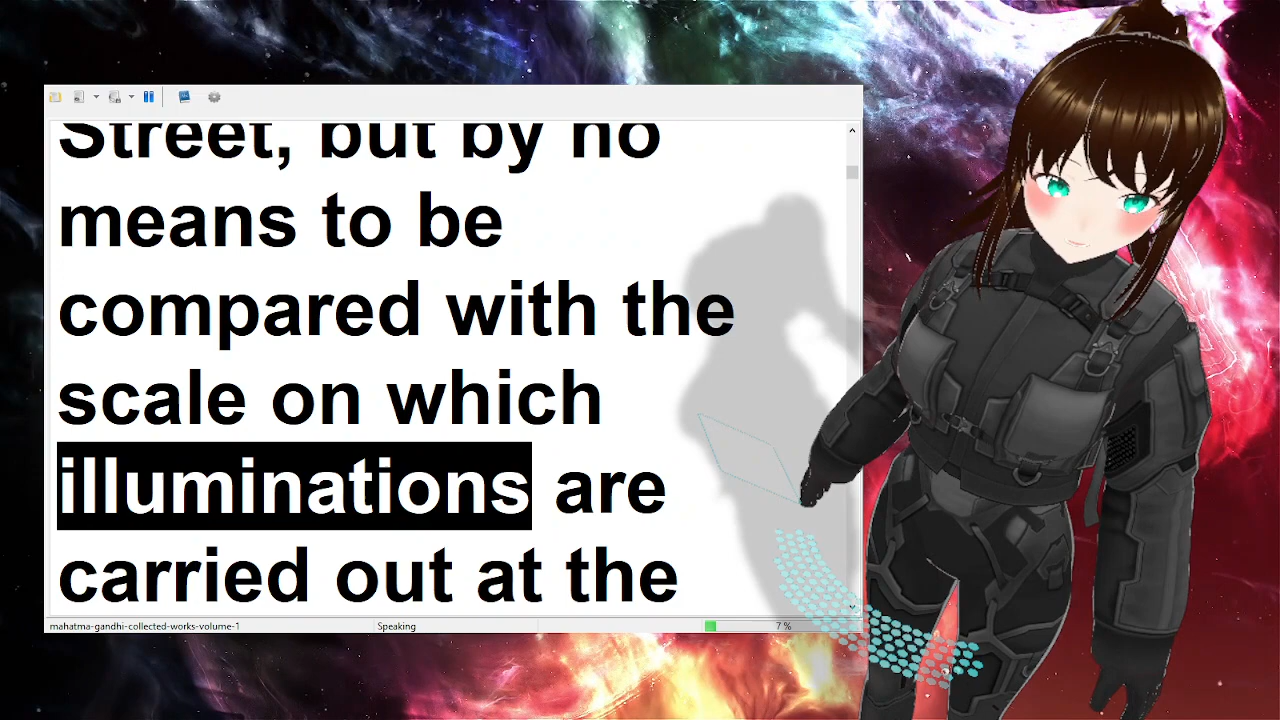 Street, but by no
means to be
compared with the
scale on which
illuminations are
carried out at the
mahatma-gandhi-collected-works-volume-1
Speaking
7 %